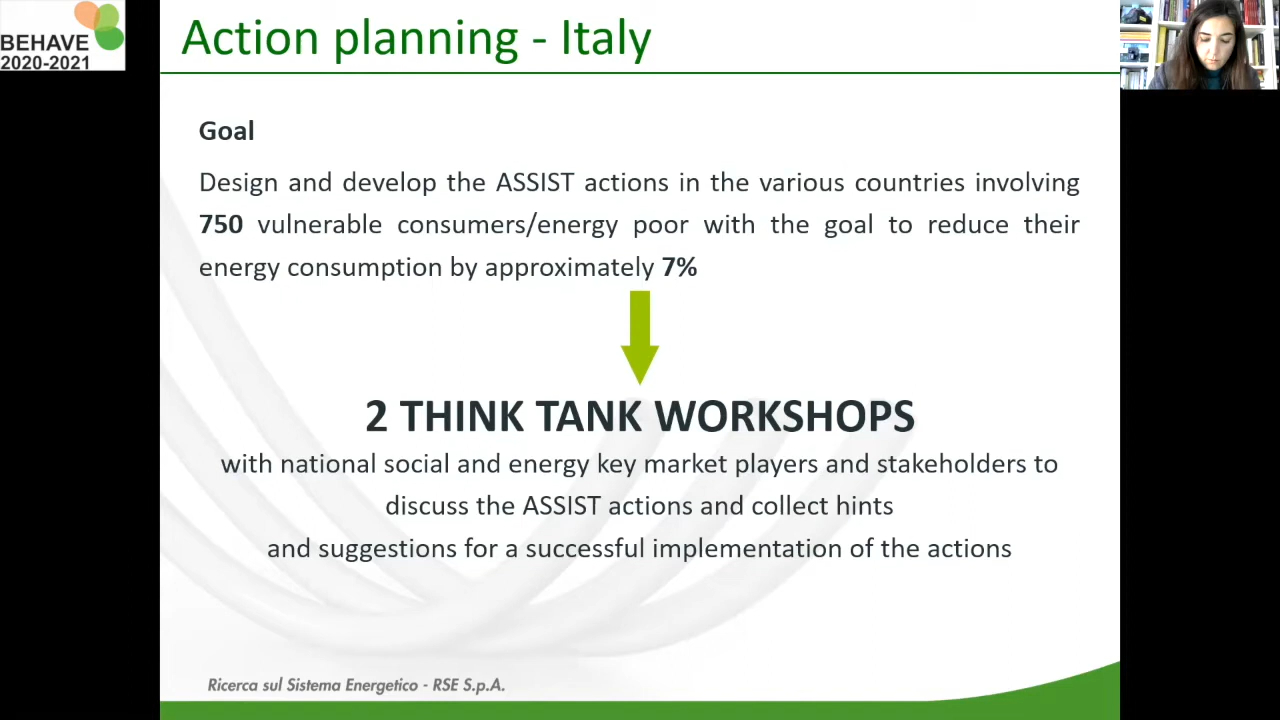 BEHAVE
2020-2021
Action planning - Italy
Goal
Design and develop the ASSIST actions in the various countries involving
750 vulnerable consumers/energy poor with the goal to reduce their
energy consumption by approximately 7%
2 THINK TANK WORKSHOPS
with national social and energy key market players and stakeholders to
discuss the ASSIST actions and collect hints
and suggestions for a successful implementation of the actions
Ricerca sul Sistema Energetico - RSE S.p.A.